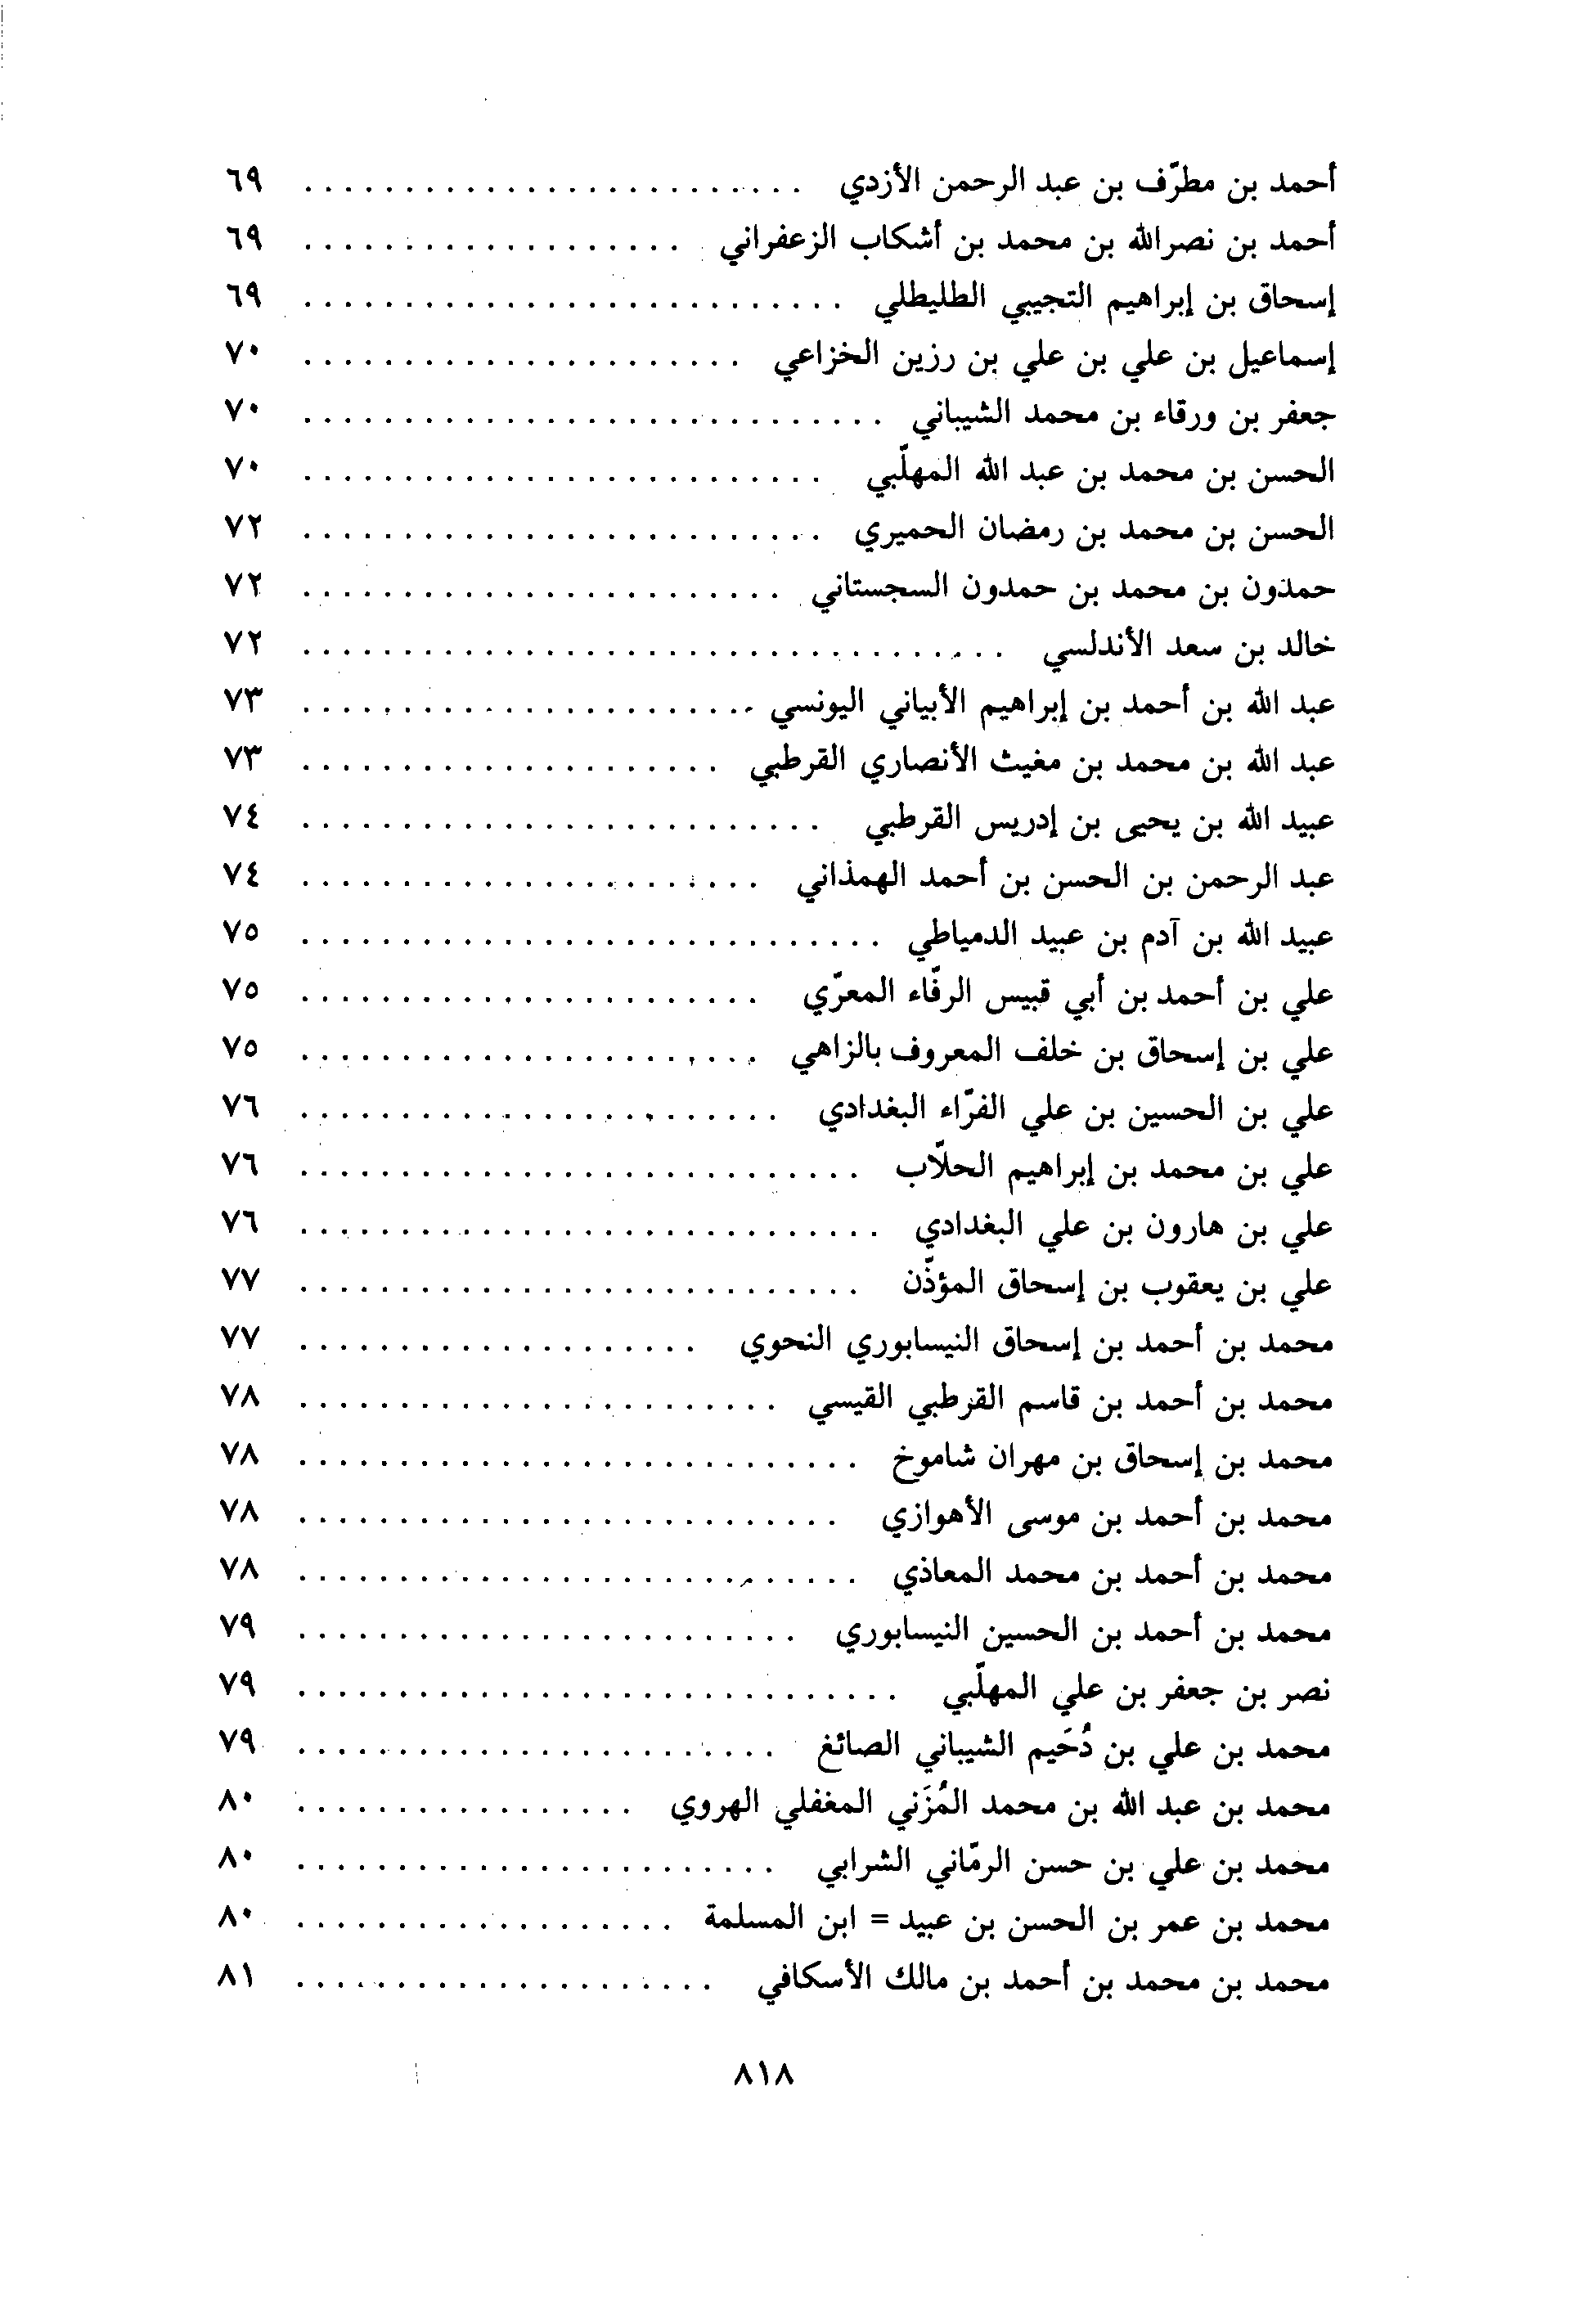 أحمد بن مطرّف بن عبد الرحمن الأزدي . . . . . . . . . . . . . . . . . . . . . . . . . ٦٩
أحمد بن نصرالله بن محمد بن أشكاب الزعفراني . . . . . . . . . . . . . . . . . . . ٦٩
إسحاق بن إبراهيم التجيبي الطليطلي . . . . . . . . . . . . . . . . . . . . . . . . . . . ٦٩
إسماعيل بن علي بن علي بن رزين الخزاعي . . . . . . . . . . . . . . . . . . . . . . ٧٠
جعفر بن ورقاء بن محمد الشيباني . . . . . . . . . . . . . . . . . . . . . . . . . . . . . ٧٠
الحسن بن محمد بن عبد الله المهلّبي . . . . . . . . . . . . . . . . . . . . . . . . . . ٧٠
الحسن بن محمد بن رمضان الحميري . . . . . . . . . . . . . . . . . . . . . . . . . . ٧٢
حمدون بن محمد بن حمدون السجستاني . . . . . . . . . . . . . . . . . . . . . . . . ٧٢
خالد بن سعد الأندلسي . . . . . . . . . . . . . . . . . . . . . . . . . . . . . . . . . . . ٧٢
عبد الله بن أحمد بن إبراهيم الأبياني اليونسي . . . . . . . . . . . . . . . . . . . . . . . ٧٣
عبد الله بن محمد بن مغيث الأنصاري القرطبي . . . . . . . . . . . . . . . . . . . . . ٧٣
عبيد الله بن يحيى بن إدريس القرطبي . . . . . . . . . . . . . . . . . . . . . . . . . . ٧٤
عبد الرحمن بن الحسن بن أحمد الهمذاني . . . . . . . . . . . . . . . . . . . . . . . ٧٤
عبيد الله بن آدم بن عبيد الدمياطي . . . . . . . . . . . . . . . . . . . . . . . . . . . . . ٧٥
علي بن أحمد بن أبي قبيس الرفّاء المعرّي . . . . . . . . . . . . . . . . . . . . . . . ٧٥
علي بن إسحاق بن خلف المعروف بالزاهي . . . . . . . . . . . . . . . . . . . . . . . ٧٥
علي بن الحسين بن علي الفرّاء البغدادي . . . . . . . . . . . . . . . . . . . . . . . . ٧٦
علي بن محمد بن إبراهيم الحلّاب . . . . . . . . . . . . . . . . . . . . . . . . . . . . ٧٦
علي بن هارون بن علي البغدادي . . . . . . . . . . . . . . . . . . . . . . . . . . . . . ٧٦
علي بن يعقوب بن إسحاق المؤذّن . . . . . . . . . . . . . . . . . . . . . . . . . . . . ٧٧
محمد بن أحمد بن إسحاق النيسابوري النحوي . . . . . . . . . . . . . . . . . . . . ٧٧
محمد بن أحمد بن قاسم القرطبي القيسي . . . . . . . . . . . . . . . . . . . . . . . . ٧٨
محمد بن إسحاق بن مهران شاموخ . . . . . . . . . . . . . . . . . . . . . . . . . . . . ٧٨
محمد بن أحمد بن موسى الأهوازي . . . . . . . . . . . . . . . . . . . . . . . . . . . ٧٨
محمد بن أحمد بن محمد المعاذي . . . . . . . . . . . . . . . . . . . . . . . . . . . . ٧٨
محمد بن أحمد بن الحسين النيسابوري . . . . . . . . . . . . . . . . . . . . . . . . . ٧٩
نصر بن جعفر بن علي المهلّبي . . . . . . . . . . . . . . . . . . . . . . . . . . . . . . ٧٩
محمد بن علي بن دُحَيم الشيباني الصائغ . . . . . . . . . . . . . . . . . . . . . . . . ٧٩
محمد بن عبد الله بن محمد المُزَني المغفلي الهروي . . . . . . . . . . . . . . . . . ٨٠
محمد بن علي بن حسن الرمّاني الشرابي . . . . . . . . . . . . . . . . . . . . . . . . ٨٠
محمد بن عمر بن الحسن بن عبيد = ابن المسلمة . . . . . . . . . . . . . . . . . . . ٨٠
محمد بن محمد بن أحمد بن مالك الأسكافي . . . . . . . . . . . . . . . . . . . . . ٨١
٨١٨